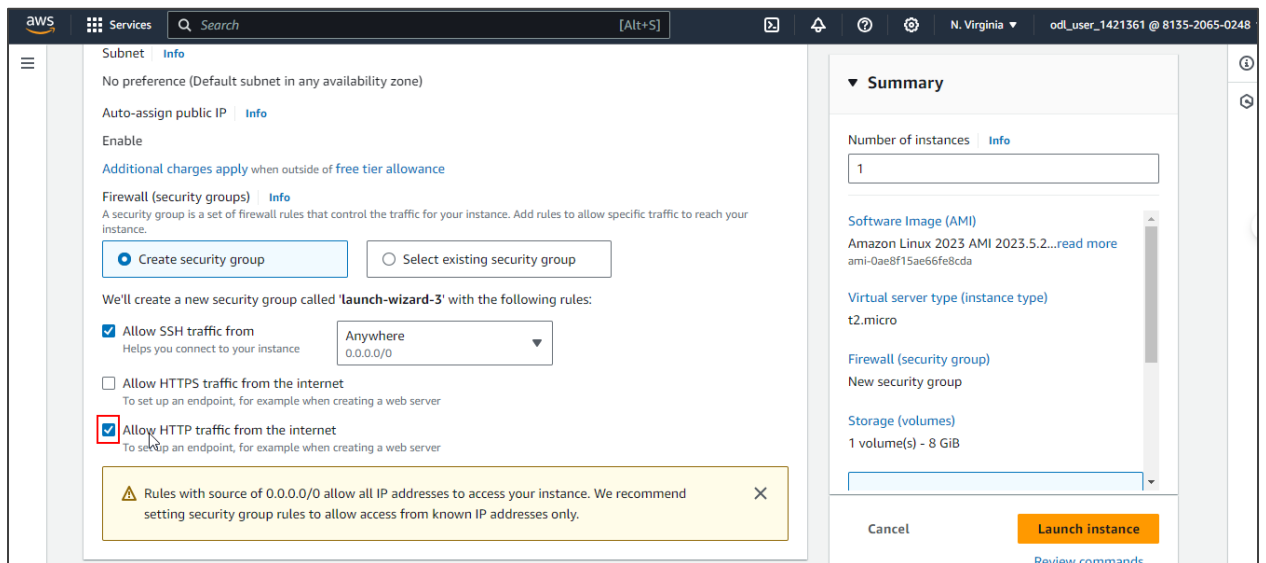 aws Services Search [Alt+S] N. Virginia ▼ odl_user_1421361 @ 8135-2065-0248
Subnet Info
No preference (Default subnet in any availability zone)
Auto-assign public IP Info
Enable
Additional charges apply when outside of free tier allowance
Firewall (security groups) Info
A security group is a set of firewall rules that control the traffic for your instance. Add rules to allow specific traffic to reach your
instance.
Create security group
Select existing security group
We'll create a new security group called 'launch-wizard-3' with the following rules:
Allow SSH traffic from
Helps you connect to your instance
Anywhere
0.0.0.0/0
Allow HTTPS traffic from the internet
To set up an endpoint, for example when creating a web server
Allow HTTP traffic from the internet
To set up an endpoint, for example when creating a web server
Rules with source of 0.0.0.0/0 allow all IP addresses to access your instance. We recommend
setting security group rules to allow access from known IP addresses only.
▼ Summary
Number of instances Info
1
Software Image (AMI)
Amazon Linux 2023 AMI 2023.5.2...read more
ami-0ae8f15ae66fe8cda
Virtual server type (instance type)
t2.micro
Firewall (security group)
New security group
Storage (volumes)
1 volume(s) - 8 GiB
Cancel
Launch instance
Review commands